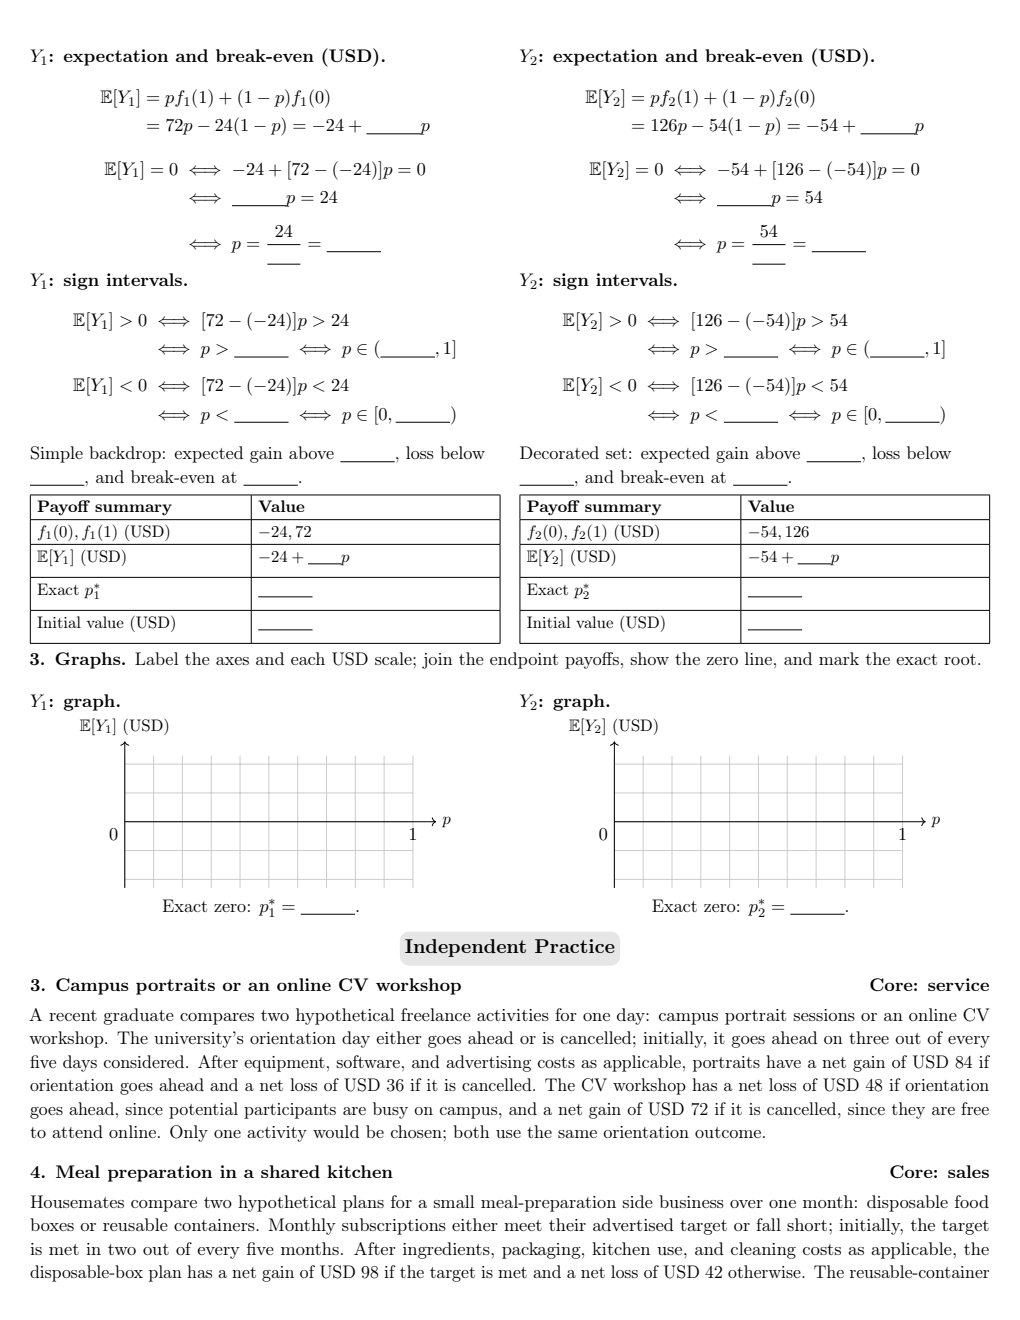 Y₁: expectation and break-even (USD).
𝔼[Y₁] = pf₁(1) + (1 − p)f₁(0)
= 72p − 24(1 − p) = −24 + ______p
𝔼[Y₁] = 0 ⟺ −24 + [72 − (−24)]p = 0
⟺ ______p = 24
⟺ p = 24/____ = ______
Y₁: sign intervals.
𝔼[Y₁] > 0 ⟺ [72 − (−24)]p > 24
⟺ p > ______ ⟺ p ∈ (______, 1]
𝔼[Y₁] < 0 ⟺ [72 − (−24)]p < 24
⟺ p < ______ ⟺ p ∈ [0, ______)
Simple backdrop: expected gain above ______, loss below
______, and break-even at ______.
Payoff summary Value
f₁(0), f₁(1) (USD) −24, 72
𝔼[Y₁] (USD) −24 + ____p
Exact p₁* ______
Initial value (USD) ______
Y₂: expectation and break-even (USD).
𝔼[Y₂] = pf₂(1) + (1 − p)f₂(0)
= 126p − 54(1 − p) = −54 + ______p
𝔼[Y₂] = 0 ⟺ −54 + [126 − (−54)]p = 0
⟺ ______p = 54
⟺ p = 54/____ = ______
Y₂: sign intervals.
𝔼[Y₂] > 0 ⟺ [126 − (−54)]p > 54
⟺ p > ______ ⟺ p ∈ (______, 1]
𝔼[Y₂] < 0 ⟺ [126 − (−54)]p < 54
⟺ p < ______ ⟺ p ∈ [0, ______)
Decorated set: expected gain above ______, loss below
______, and break-even at ______.
Payoff summary Value
f₂(0), f₂(1) (USD) −54, 126
𝔼[Y₂] (USD) −54 + ____p
Exact p₂* ______
Initial value (USD) ______
3. Graphs. Label the axes and each USD scale; join the endpoint payoffs, show the zero line, and mark the exact root.
Y₁: graph.
𝔼[Y₁] (USD)
p
0 1
Exact zero: p₁* = ______.
Y₂: graph.
𝔼[Y₂] (USD)
p
0 1
Exact zero: p₂* = ______.
Independent Practice
3. Campus portraits or an online CV workshop Core: service
A recent graduate compares two hypothetical freelance activities for one day: campus portrait sessions or an online CV
workshop. The university's orientation day either goes ahead or is cancelled; initially, it goes ahead on three out of every
five days considered. After equipment, software, and advertising costs as applicable, portraits have a net gain of USD 84 if
orientation goes ahead and a net loss of USD 36 if it is cancelled. The CV workshop has a net loss of USD 48 if orientation
goes ahead, since potential participants are busy on campus, and a net gain of USD 72 if it is cancelled, since they are free
to attend online. Only one activity would be chosen; both use the same orientation outcome.
4. Meal preparation in a shared kitchen Core: sales
Housemates compare two hypothetical plans for a small meal-preparation side business over one month: disposable food
boxes or reusable containers. Monthly subscriptions either meet their advertised target or fall short; initially, the target
is met in two out of every five months. After ingredients, packaging, kitchen use, and cleaning costs as applicable, the
disposable-box plan has a net gain of USD 98 if the target is met and a net loss of USD 42 otherwise. The reusable-container